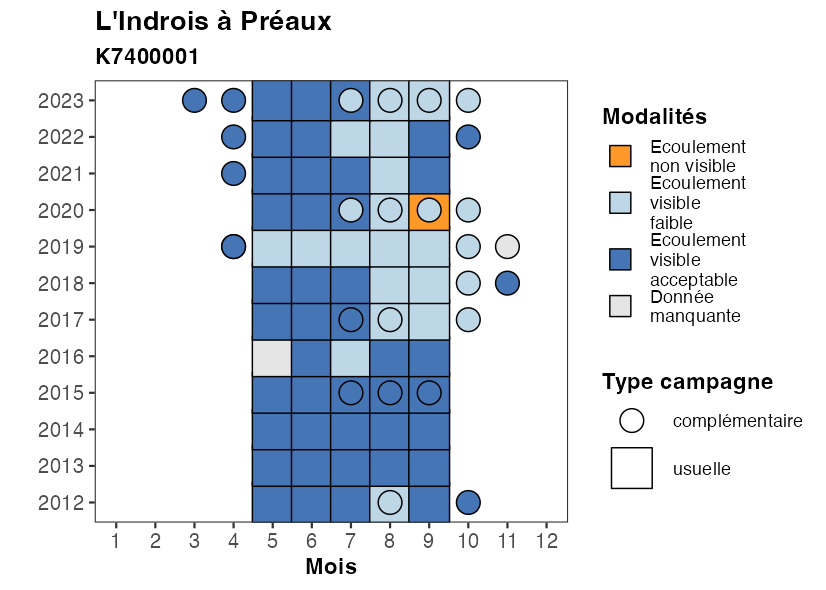 L'Indrois à Préaux
K7400001
2023
2022
2021
2020
2019
2018
2017
2016
2015
2014
2013
2012
1 2 3 4 5 6 7 8 9 10 11 12
Mois
Modalités
Ecoulement
non visible
Ecoulement
visible
faible
Ecoulement
visible
acceptable
Donnée
manquante
Type campagne
complémentaire
usuelle